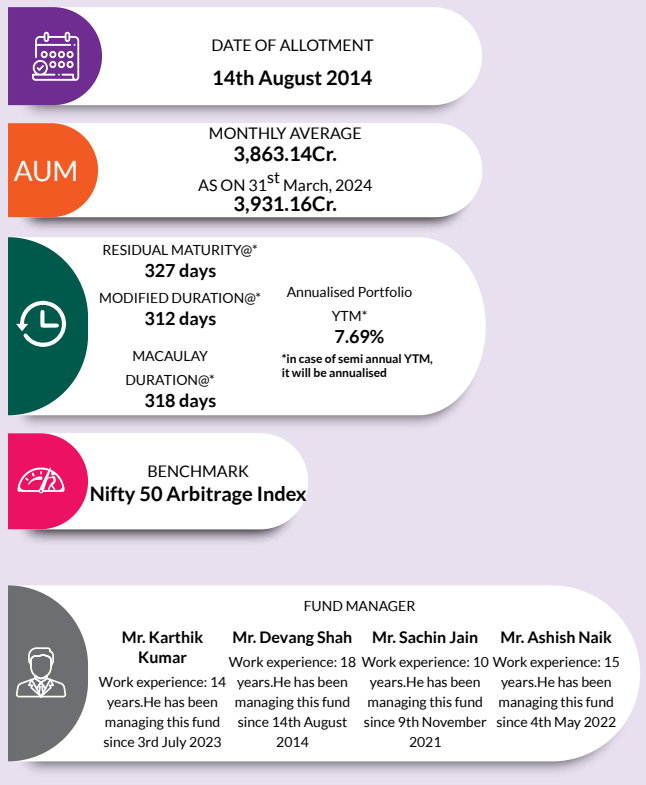 DATE OF ALLOTMENT
14th August 2014
AUM
MONTHLY AVERAGE
3,863.14Cr.
AS ON 31st March, 2024
3,931.16Cr.
RESIDUAL MATURITY@*
327 days
MODIFIED DURATION@*
312 days
MACAULAY
DURATION@*
318 days
Annualised Portfolio
YTM*
7.69%
*in case of semi annual YTM,
it will be annualised
BENCHMARK
Nifty 50 Arbitrage Index
FUND MANAGER
Mr. Karthik
Kumar
Work experience: 14
years.He has been
managing this fund
since 3rd July 2023
Mr. Devang Shah
Work experience: 18
years.He has been
managing this fund
since 14th August
2014
Mr. Sachin Jain
Work experience: 10
years.He has been
managing this fund
since 9th November
2021
Mr. Ashish Naik
Work experience: 15
years.He has been
managing this fund
since 4th May 2022